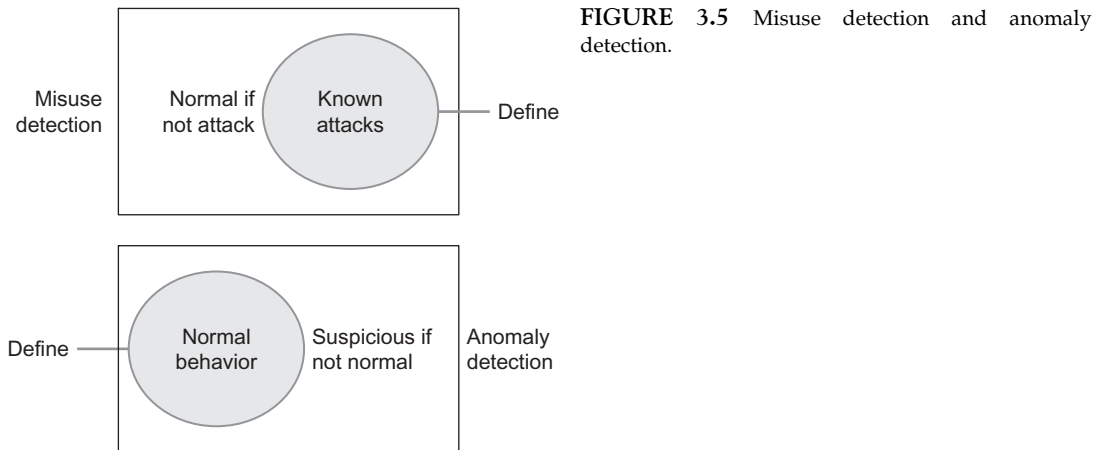 FIGURE 3.5 Misuse detection and anomaly
detection.
Misuse
detection
Normal if
not attack
Known
attacks
Define
Define
Normal
behavior
Suspicious if
not normal
Anomaly
detection